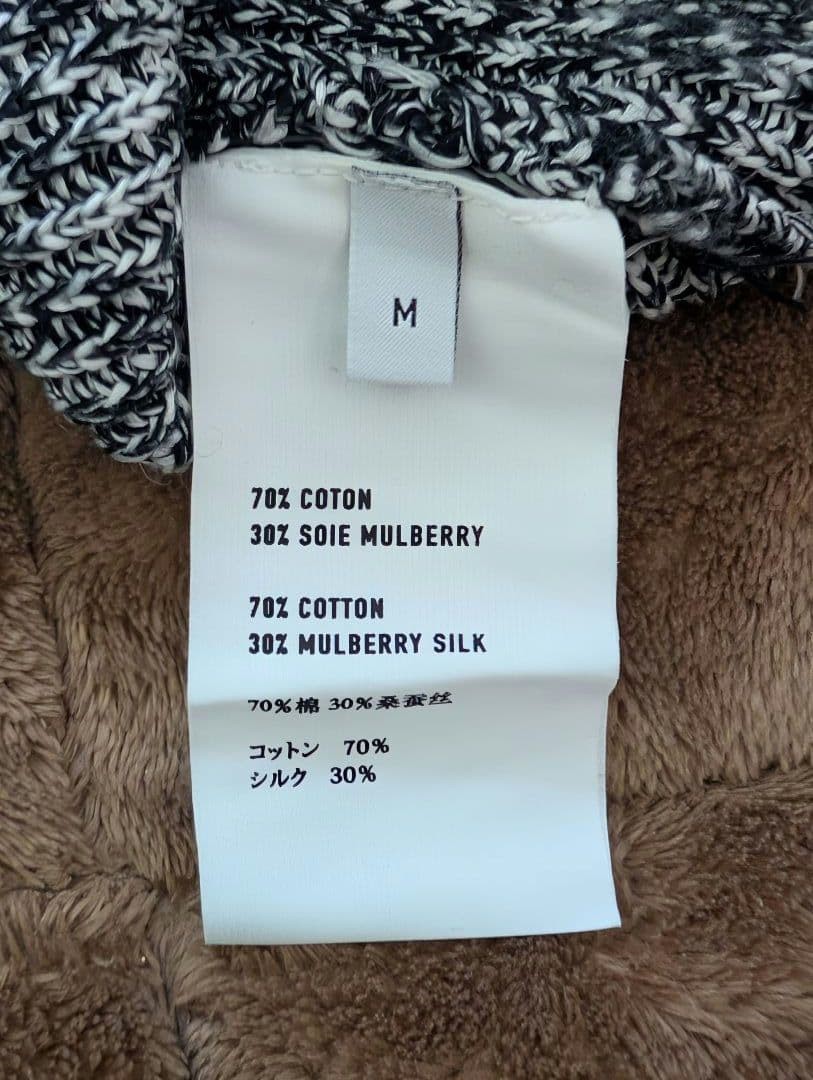 M
70% COTON
30% SOIE MULBERRY
70% COTTON
30% MULBERRY SILK
70%棉 30%桑蚕丝
コットン 70%
シルク 30%